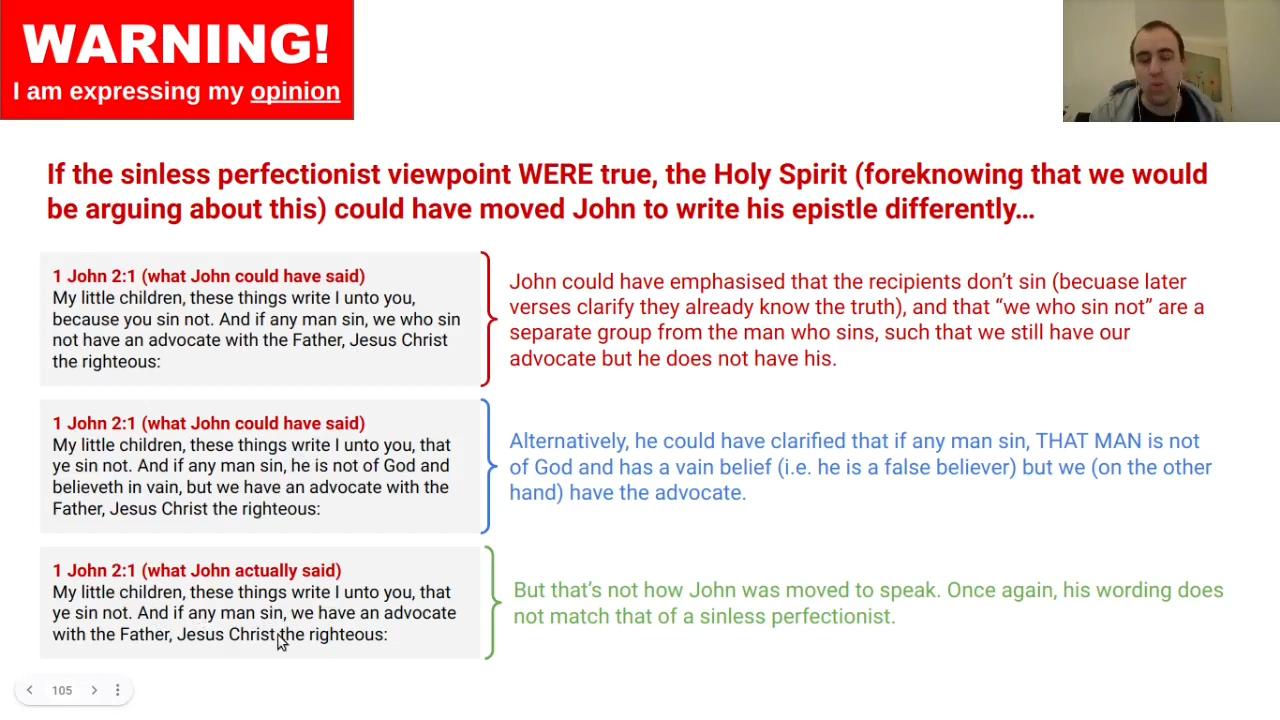 WARNING!
I am expressing my opinion
If the sinless perfectionist viewpoint WERE true, the Holy Spirit (foreknowing that we would
be arguing about this) could have moved John to write his epistle differently...
1 John 2:1 (what John could have said)
My little children, these things write I unto you,
because you sin not. And if any man sin, we who sin
not have an advocate with the Father, Jesus Christ
the righteous:
John could have emphasised that the recipients don't sin (becuase later
verses clarify they already know the truth), and that “we who sin not” are a
separate group from the man who sins, such that we still have our
advocate but he does not have his.
1 John 2:1 (what John could have said)
My little children, these things write I unto you, that
ye sin not. And if any man sin, he is not of God and
believeth in vain, but we have an advocate with the
Father, Jesus Christ the righteous:
Alternatively, he could have clarified that if any man sin, THAT MAN is not
of God and has a vain belief (i.e. he is a false believer) but we (on the other
hand) have the advocate.
1 John 2:1 (what John actually said)
My little children, these things write I unto you, that
ye sin not. And if any man sin, we have an advocate
with the Father, Jesus Christ the righteous:
But that's not how John was moved to speak. Once again, his wording does
not match that of a sinless perfectionist.
105